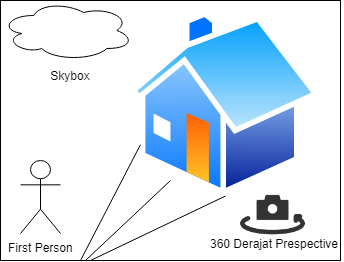 Skybox
First Person
360 Derajat Prespective